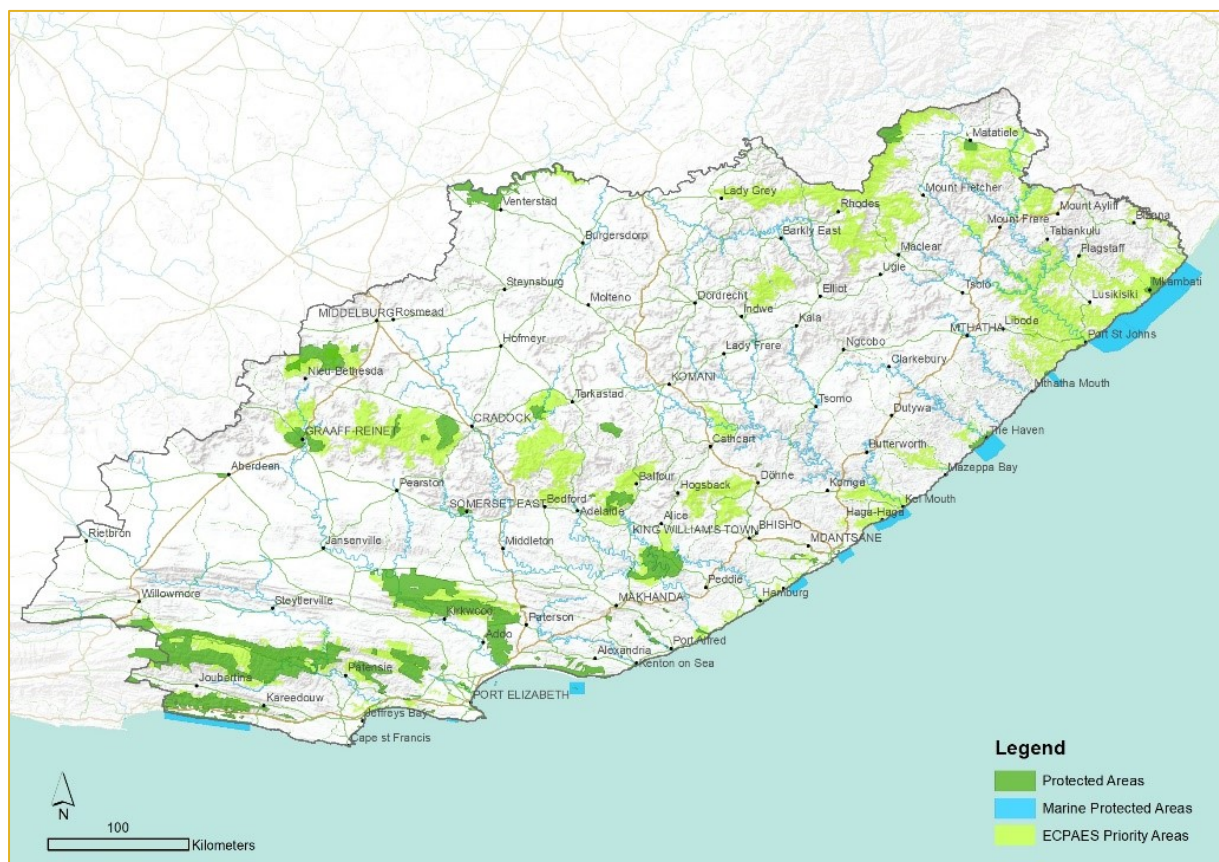 Matatiele
Mount Fletcher
Lady Grey
Rhodes
Venterstad
Mount Ayliff
Bizana
Mount Frere
Tabankulu
Barkly East
Burgersdorp
Maclear
Flagstaff
Ugie
Steynsburg
Tsolo
Mkambati
Elliot
Molteno
Dordrecht
Lusikisiki
Indwe
MIDDELBURG
Rosmead
Kala
Libode
MTHATHA
Port St Johns
Hofmeyr
Lady Frere
Ngcobo
Clarkebury
Nieu-Bethesda
KOMANI
Mthatha Mouth
Tarkastad
Tsomo
Dutywa
CRADOCK
GRAAFF-REINET
The Haven
Cathcart
Butterworth
Aberdean
Mazeppa Bay
Balfour
Döhne
Pearston
Hogsback
Komga
SOMERSET EAST
Bedford
Adelaide
Kei Mouth
Alice
Haga-Haga
KING WILLIAM'S TOWN
BHISHO
Rietbron
MDANTSANE
Jansenville
Middleton
Peddie
Willowmore
Steytlerville
MAKHANDA
Hamburg
Kirkwood
Paterson
Addo
Port Alfred
Alexandria
Kenton on Sea
Patensie
Joubertina
PORT ELIZABETH
Kareedouw
Jeffreys Bay
Cape st Francis
Legend
Protected Areas
Marine Protected Areas
ECPAES Priority Areas
N
100
Kilometers